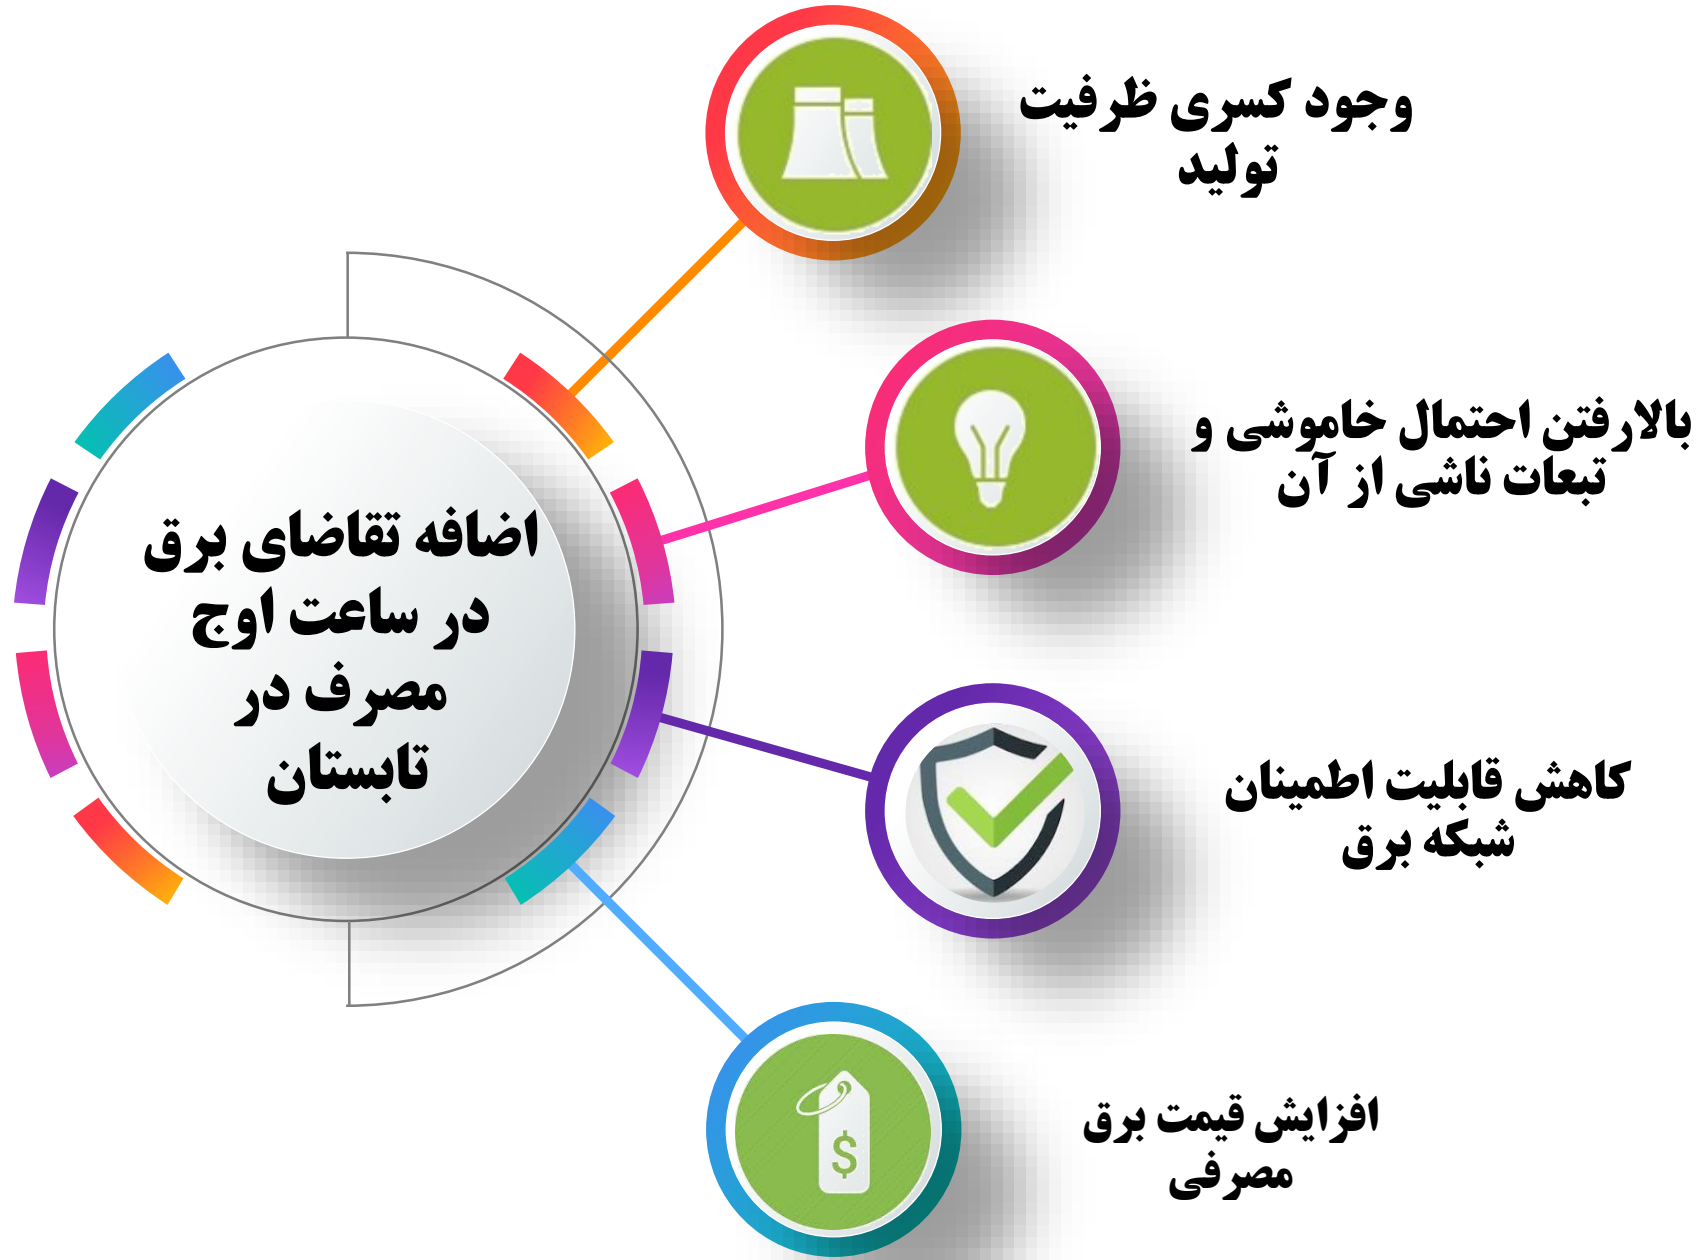 وجود کسری ظرفیت
تولید
بالارفتن احتمال خاموشی و
تبعات ناشی از آن
اضافه تقاضای برق
در ساعت اوج
مصرف در
تابستان
کاهش قابلیت اطمینان
شبکه برق
افزایش قیمت برق
مصرفی
$